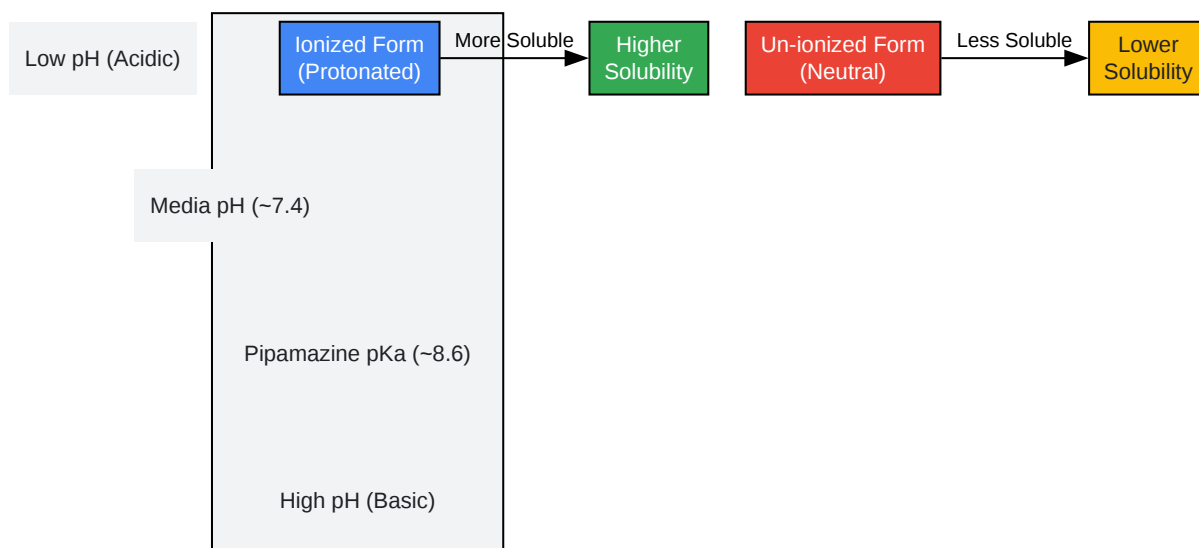 Low pH (Acidic)
Ionized Form
(Protonated)
More Soluble
Higher
Solubility
Un-ionized Form
(Neutral)
Less Soluble
Lower
Solubility
Media pH (~7.4)
Pipamazine pKa (~8.6)
High pH (Basic)